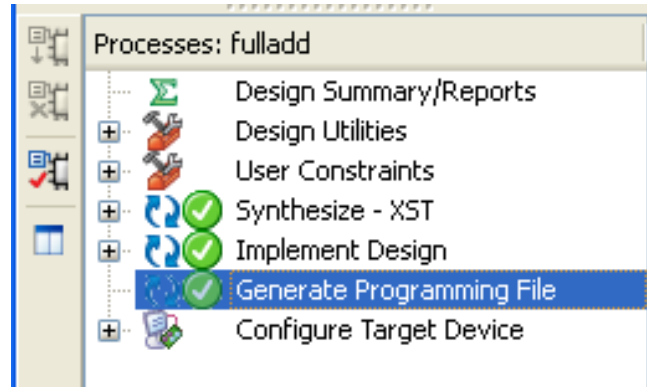 Processes: fulladd
Design Summary/Reports
Design Utilities
User Constraints
Synthesize - XST
Implement Design
Generate Programming File
Configure Target Device